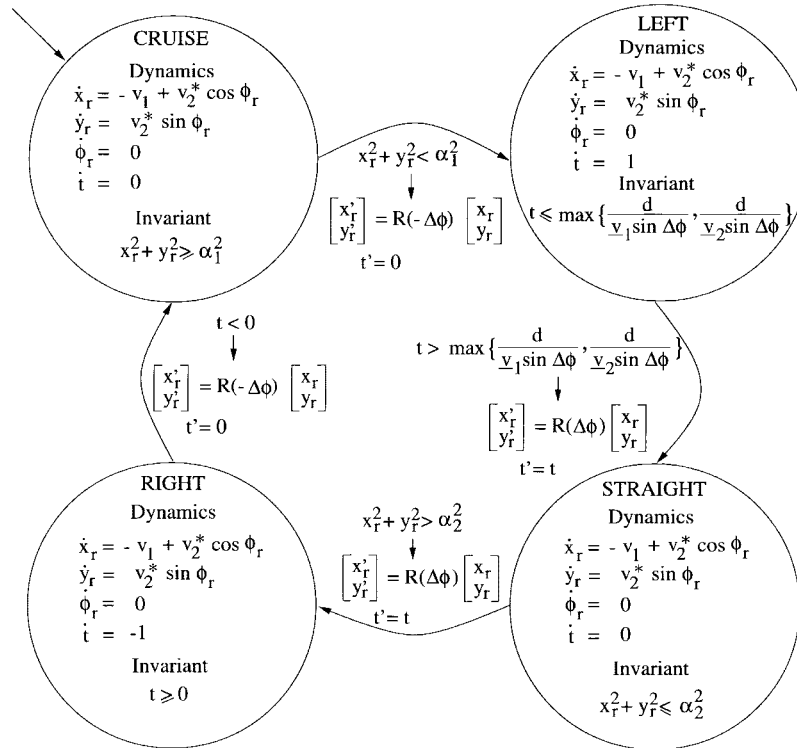 CRUISE
Dynamics
ẋr = - v1 + v2* cos ϕr
ẏr = v2* sin ϕr
ϕ̇r = 0
ṫ = 0
Invariant
xr² + yr² ⩾ α1²
xr² + yr² < α1²
[x'r y'r] = R(-Δϕ) [xr yr]
t' = 0
LEFT
Dynamics
ẋr = - v1 + v2* cos ϕr
ẏr = v2* sin ϕr
ϕ̇r = 0
ṫ = 1
Invariant
t ⩽ max{ d / v̲1 sin Δϕ , d / v̲2 sin Δϕ }
t > max{ d / v̲1 sin Δϕ , d / v̲2 sin Δϕ }
[x'r y'r] = R(Δϕ) [xr yr]
t' = t
STRAIGHT
Dynamics
ẋr = - v1 + v2* cos ϕr
ẏr = v2* sin ϕr
ϕ̇r = 0
ṫ = 0
Invariant
xr² + yr² ⩽ α2²
xr² + yr² > α2²
[x'r y'r] = R(Δϕ) [xr yr]
t' = t
RIGHT
Dynamics
ẋr = - v1 + v2* cos ϕr
ẏr = v2* sin ϕr
ϕ̇r = 0
ṫ = -1
Invariant
t ⩾ 0
t < 0
[x'r y'r] = R(-Δϕ) [xr yr]
t' = 0